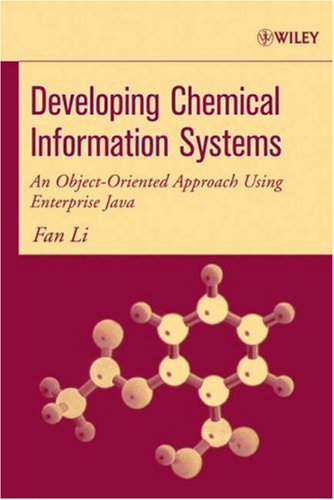 WILEY
Developing Chemical
Information Systems
An Object-Oriented Approach Using
Enterprise Java
Fan Li